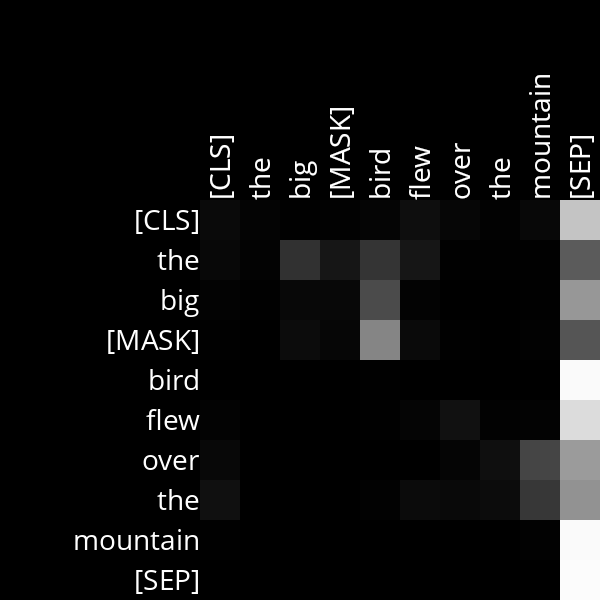 [CLS] the big [MASK] bird flew over the mountain [SEP]
[CLS]
the
big
[MASK]
bird
flew
over
the
mountain
[SEP]